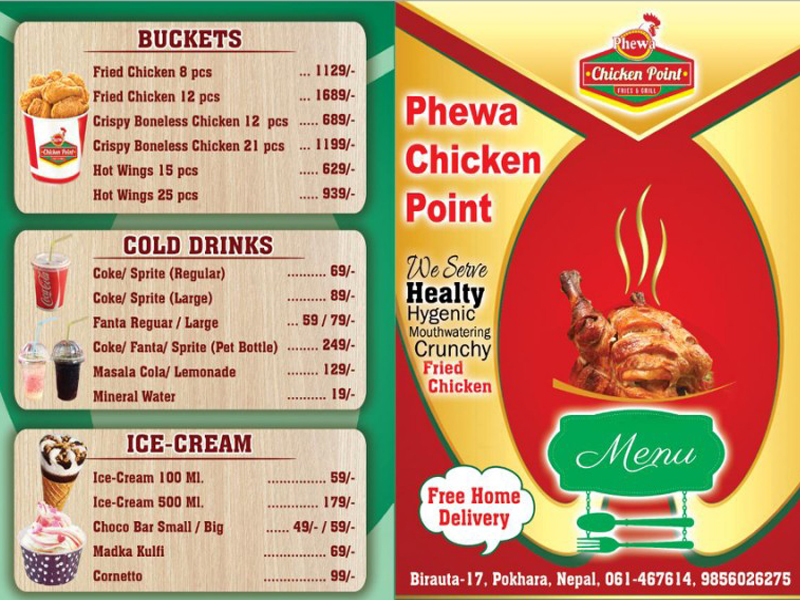 BUCKETS
Fried Chicken 8 pcs ... 1129/-
Fried Chicken 12 pcs ... 1689/-
Crispy Boneless Chicken 12 pcs ..... 689/-
Crispy Boneless Chicken 21 pcs ... 1199/-
Hot Wings 15 pcs ..... 629/-
Hot Wings 25 pcs ..... 939/-
COLD DRINKS
Coke/ Sprite (Regular) .......... 69/-
Coke/ Sprite (Large) .......... 89/-
Fanta Reguar / Large ... 59 / 79/-
Coke/ Fanta/ Sprite (Pet Bottle) ........ 249/-
Masala Cola/ Lemonade ........ 129/-
Mineral Water .......... 19/-
ICE-CREAM
Ice-Cream 100 Ml. ............... 59/-
Ice-Cream 500 Ml. ............... 179/-
Choco Bar Small / Big ...... 49/- / 59/-
Madka Kulfi ................ 69/-
Cornetto ................ 99/-
Phewa
Chicken Point
FRIES & GRILL
Phewa
Chicken
Point
We Serve
Healty
Hygenic
Mouthwatering
Crunchy
Fried
Chicken
Menu
Free Home
Delivery
Birauta-17, Pokhara, Nepal, 061-467614, 9856026275
Coca-Cola
Chicken Point